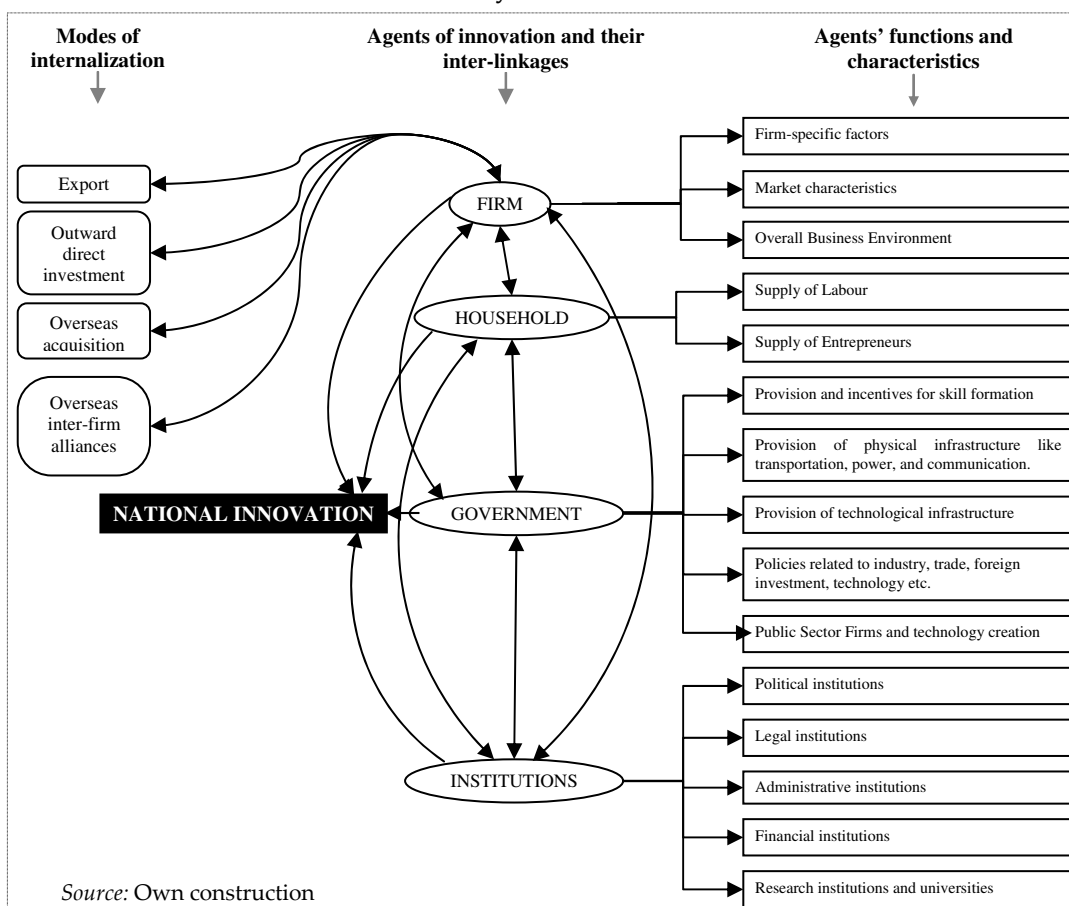 Modes of
internalization
Agents of innovation and their
inter-linkages
Agents' functions and
characteristics
Export
Outward
direct
investment
Overseas
acquisition
Overseas
inter-firm
alliances
FIRM
HOUSEHOLD
NATIONAL INNOVATION
GOVERNMENT
INSTITUTIONS
Firm-specific factors
Market characteristics
Overall Business Environment
Supply of Labour
Supply of Entrepreneurs
Provision and incentives for skill formation
Provision of physical infrastructure like
transportation, power, and communication.
Provision of technological infrastructure
Policies related to industry, trade, foreign
investment, technology etc.
Public Sector Firms and technology creation
Political institutions
Legal institutions
Administrative institutions
Financial institutions
Research institutions and universities
Source: Own construction